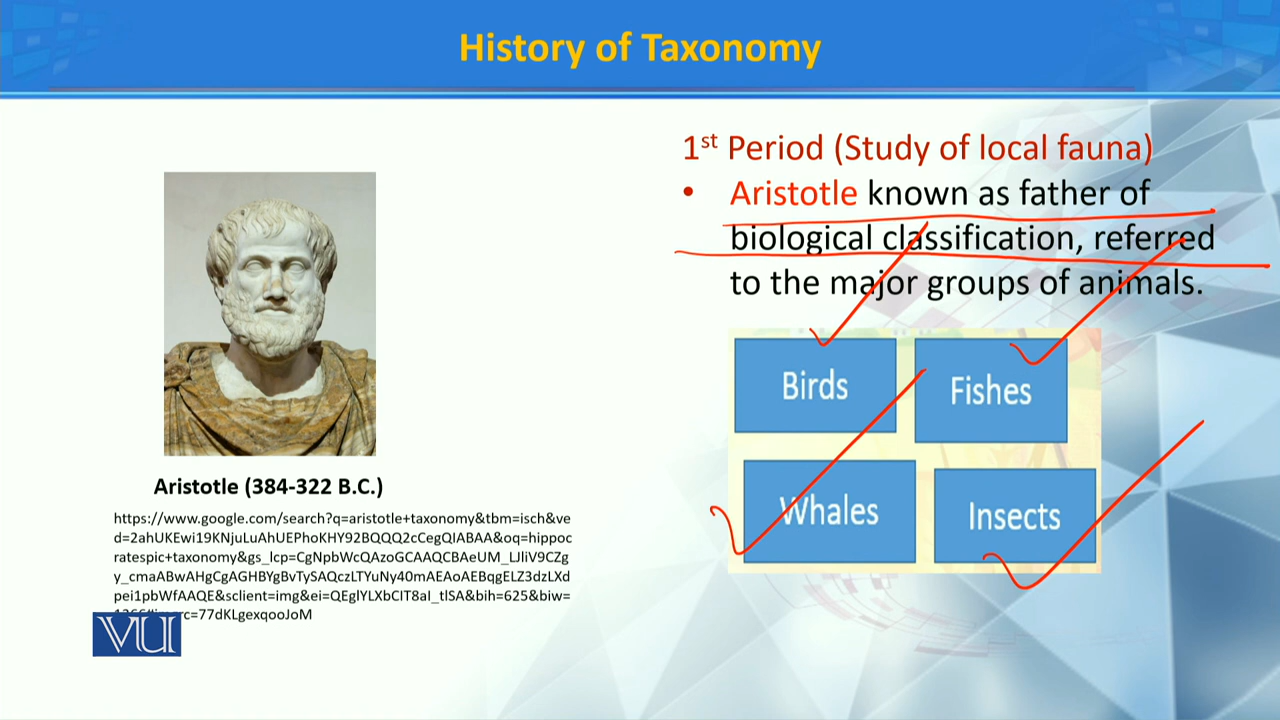 History of Taxonomy
1st Period (Study of local fauna)
• Aristotle known as father of
biological classification, referred
to the major groups of animals.
Birds
Fishes
Whales
Insects
Aristotle (384-322 B.C.)
https://www.google.com/search?q=aristotle+taxonomy&tbm=isch&ve
d=2ahUKEwi19KNjuLuAhUEPhoKHY92BQQQ2cCegQIABAA&oq=hippoc
ratespic+taxonomy&gs_lcp=CgNpbWcQAzoGCAAQCBAeUM_LJliV9CZg
y_cmaABwAHgCgAGHBYgBvTySAQczLTYuNy40mAEAoAEBqgELZ3dzLXd
pei1pbWfAAQE&sclient=img&ei=QEglYLXbCIT8aI_tlSA&bih=625&biw=
rc=77dKLgexqooJoM
VU